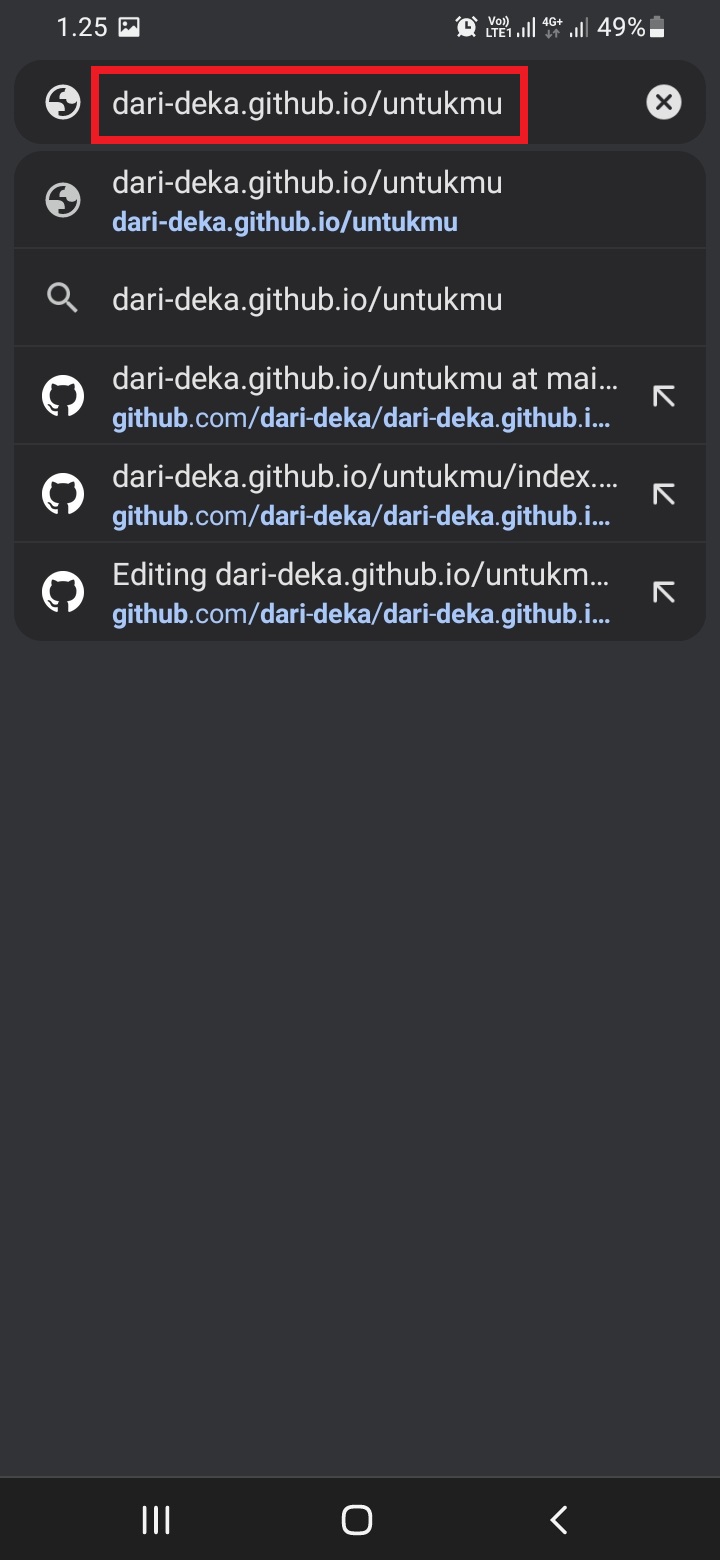 1.25
Vo)) LTE1 4G+ 49%
dari-deka.github.io/untukmu
dari-deka.github.io/untukmu
dari-deka.github.io/untukmu
dari-deka.github.io/untukmu
dari-deka.github.io/untukmu at mai...
github.com/dari-deka/dari-deka.github.i...
dari-deka.github.io/untukmu/index....
github.com/dari-deka/dari-deka.github.i...
Editing dari-deka.github.io/untukm...
github.com/dari-deka/dari-deka.github.i...